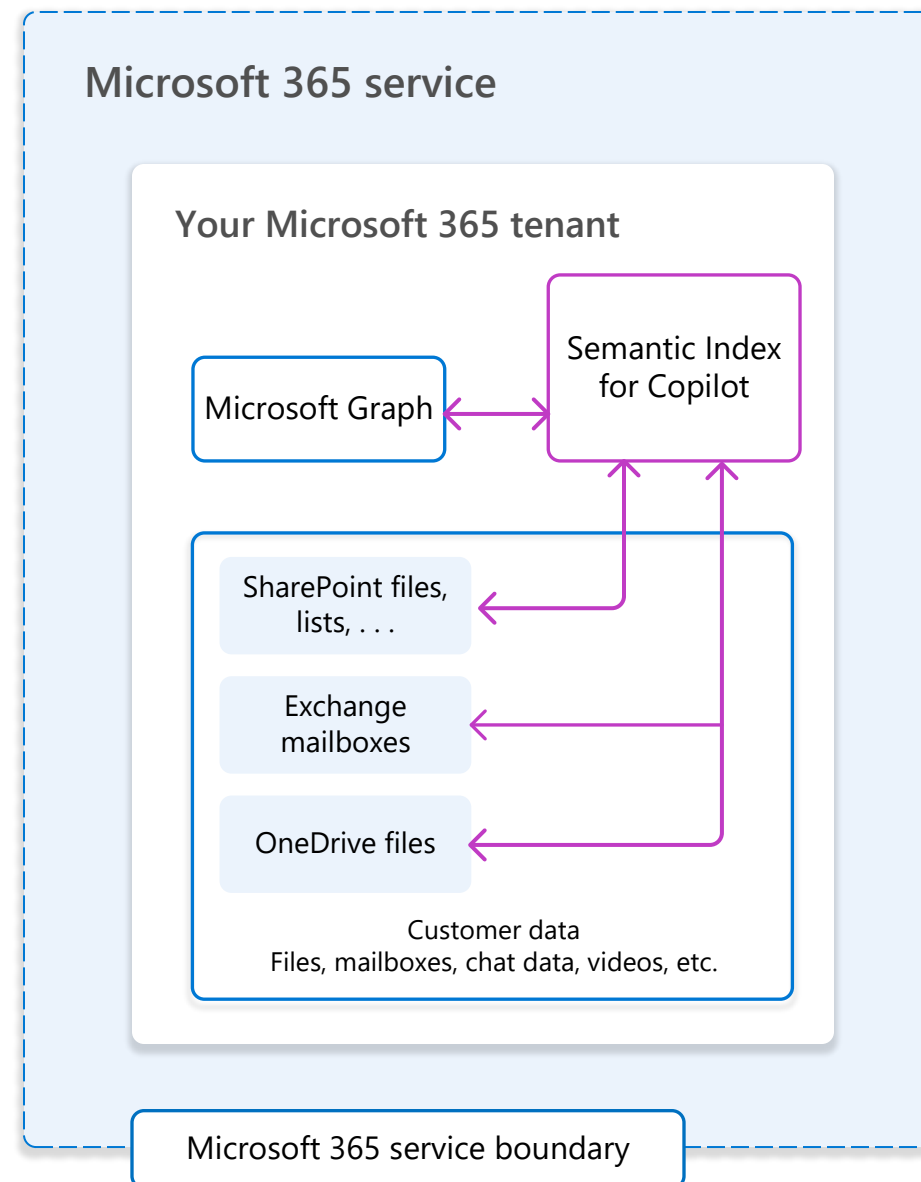 Microsoft 365 service
Your Microsoft 365 tenant
Semantic Index
for Copilot
Microsoft Graph
SharePoint files,
lists, . . .
Exchange
mailboxes
OneDrive files
Customer data
Files, mailboxes, chat data, videos, etc.
Microsoft 365 service boundary